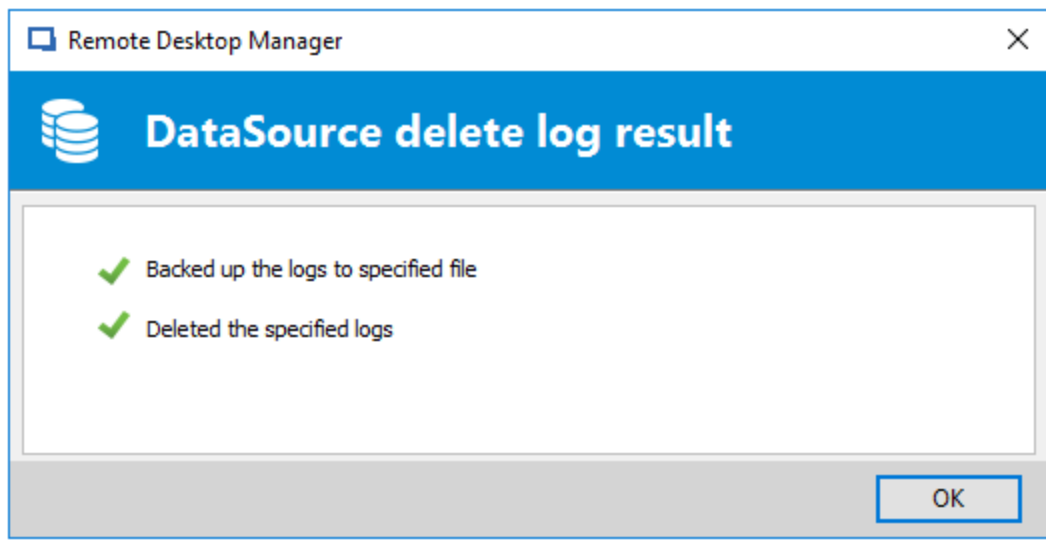 Remote Desktop Manager
DataSource delete log result
Backed up the logs to specified file
Deleted the specified logs
OK